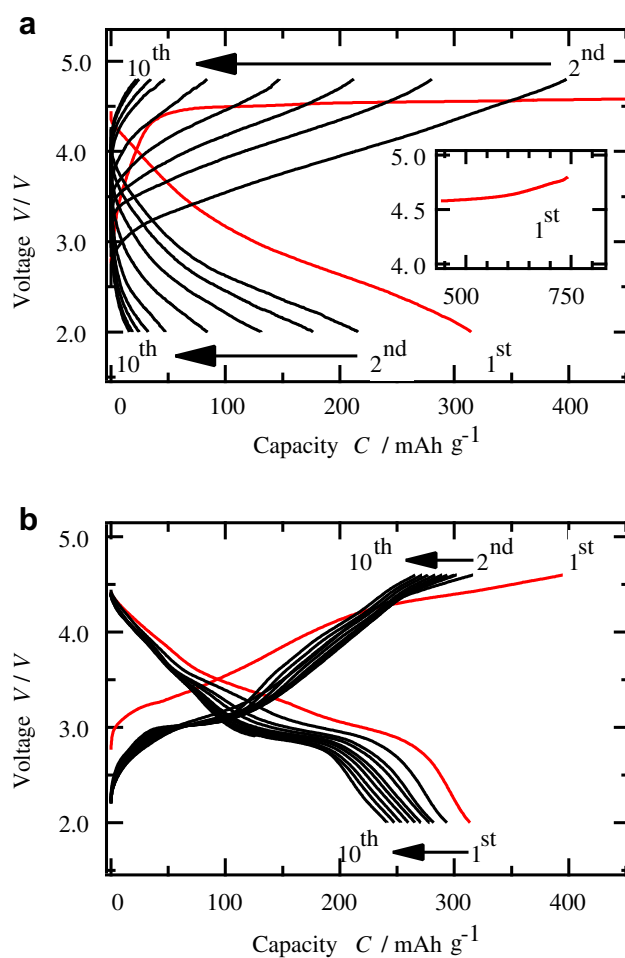 a
10th 2nd
5.0
4.0
3.0
2.0
Voltage V / V
5.0
4.5
4.0
1st
500 750
10th 2nd 1st
0 100 200 300 400
Capacity C / mAh g-1
b
10th 2nd 1st
5.0
4.0
3.0
2.0
Voltage V / V
10th 1st
0 100 200 300 400
Capacity C / mAh g-1